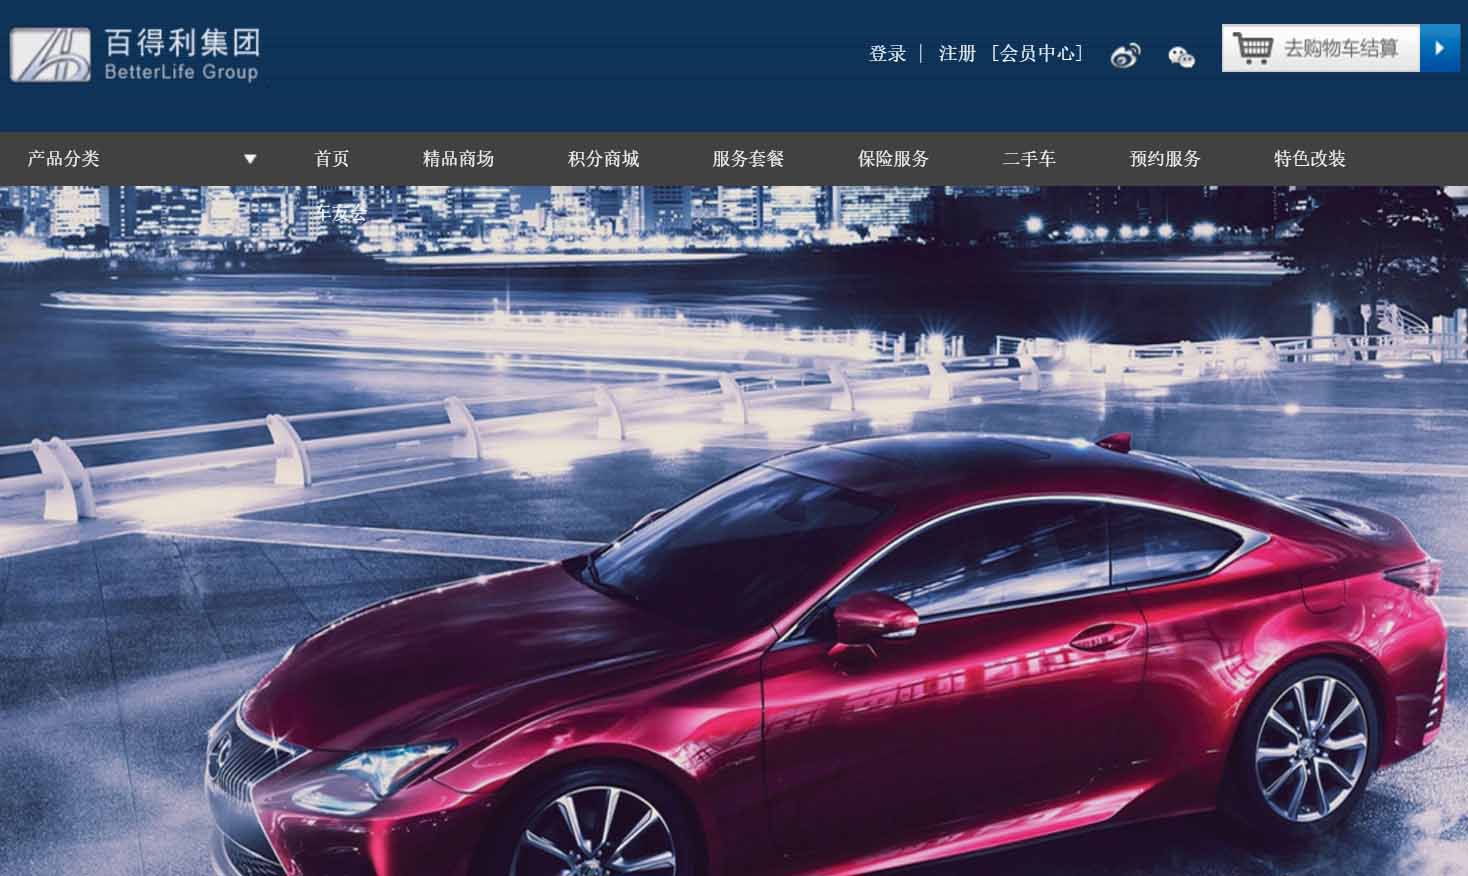 百得利集团
BetterLife Group
登录 | 注册 [会员中心]
去购物车结算
产品分类 首页 精品商场 积分商城 服务套餐 保险服务 二手车 预约服务 特色改装
车友会